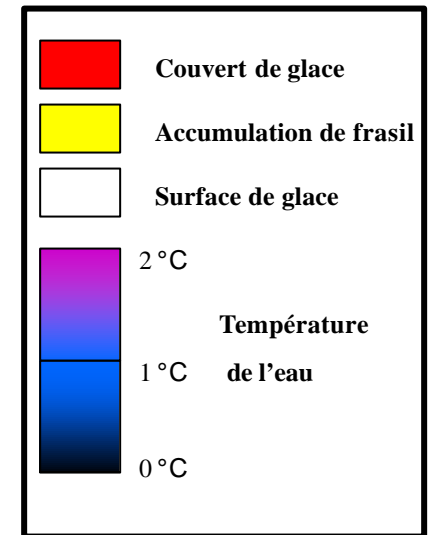 Couvert de glace
Accumulation de frasil
Surface de glace
2 °C
Température
1 °C de l'eau
0 °C